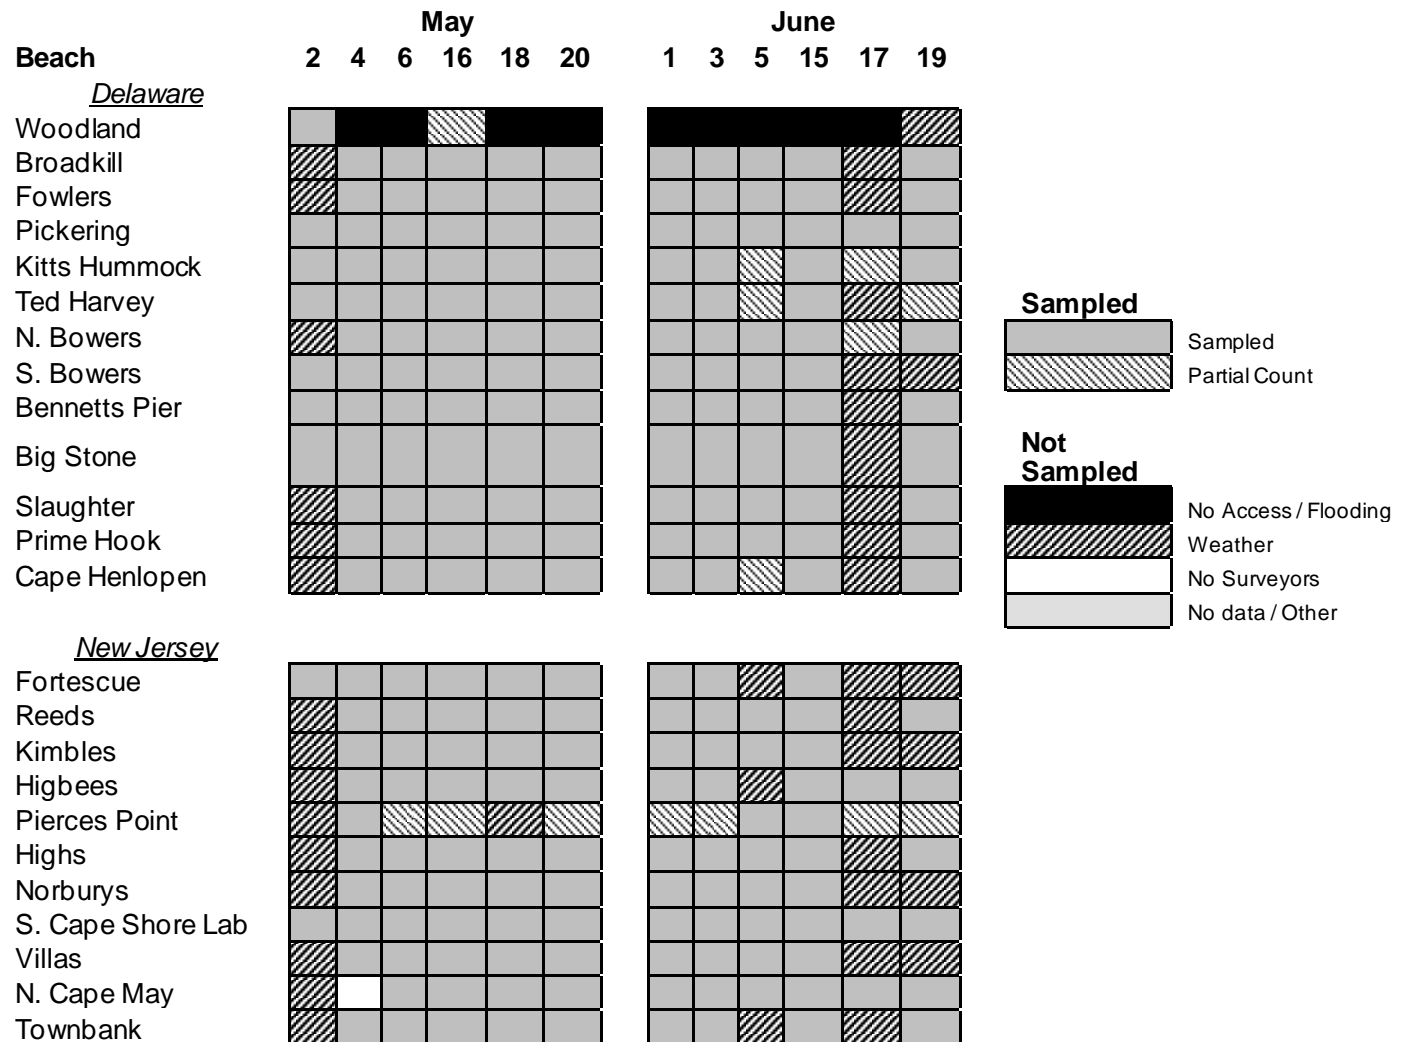 May June
Beach 2 4 6 16 18 20 1 3 5 15 17 19
Delaware
Woodland
Broadkill
Fowlers
Pickering
Kitts Hummock
Ted Harvey
N. Bowers
S. Bowers
Bennetts Pier
Big Stone
Slaughter
Prime Hook
Cape Henlopen
New Jersey
Fortescue
Reeds
Kimbles
Higbees
Pierces Point
Highs
Norburys
S. Cape Shore Lab
Villas
N. Cape May
Townbank
Sampled
Sampled
Partial Count
Not
Sampled
No Access / Flooding
Weather
No Surveyors
No data / Other